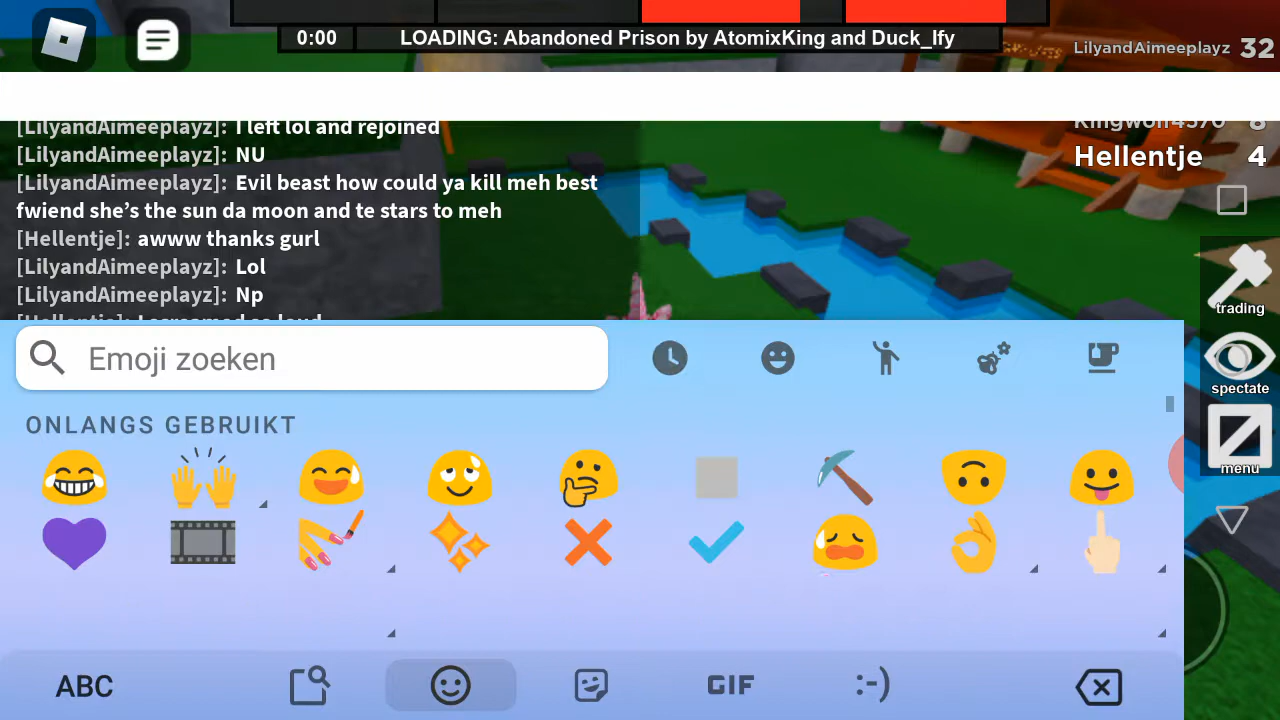 0:00 LOADING: Abandoned Prison by AtomixKing and Duck_Ify
LilyandAimeeplayz 32
Hellentje 4
[LilyandAimeeplayz]: I left lol and rejoined
[LilyandAimeeplayz]: NU
[LilyandAimeeplayz]: Evil beast how could ya kill meh best
fwiend she's the sun da moon and te stars to meh
[Hellentje]: awww thanks gurl
[LilyandAimeeplayz]: Lol
[LilyandAimeeplayz]: Np
trading
spectate
menu
Emoji zoeken
ONLANGS GEBRUIKT
ABC
GIF
:-)